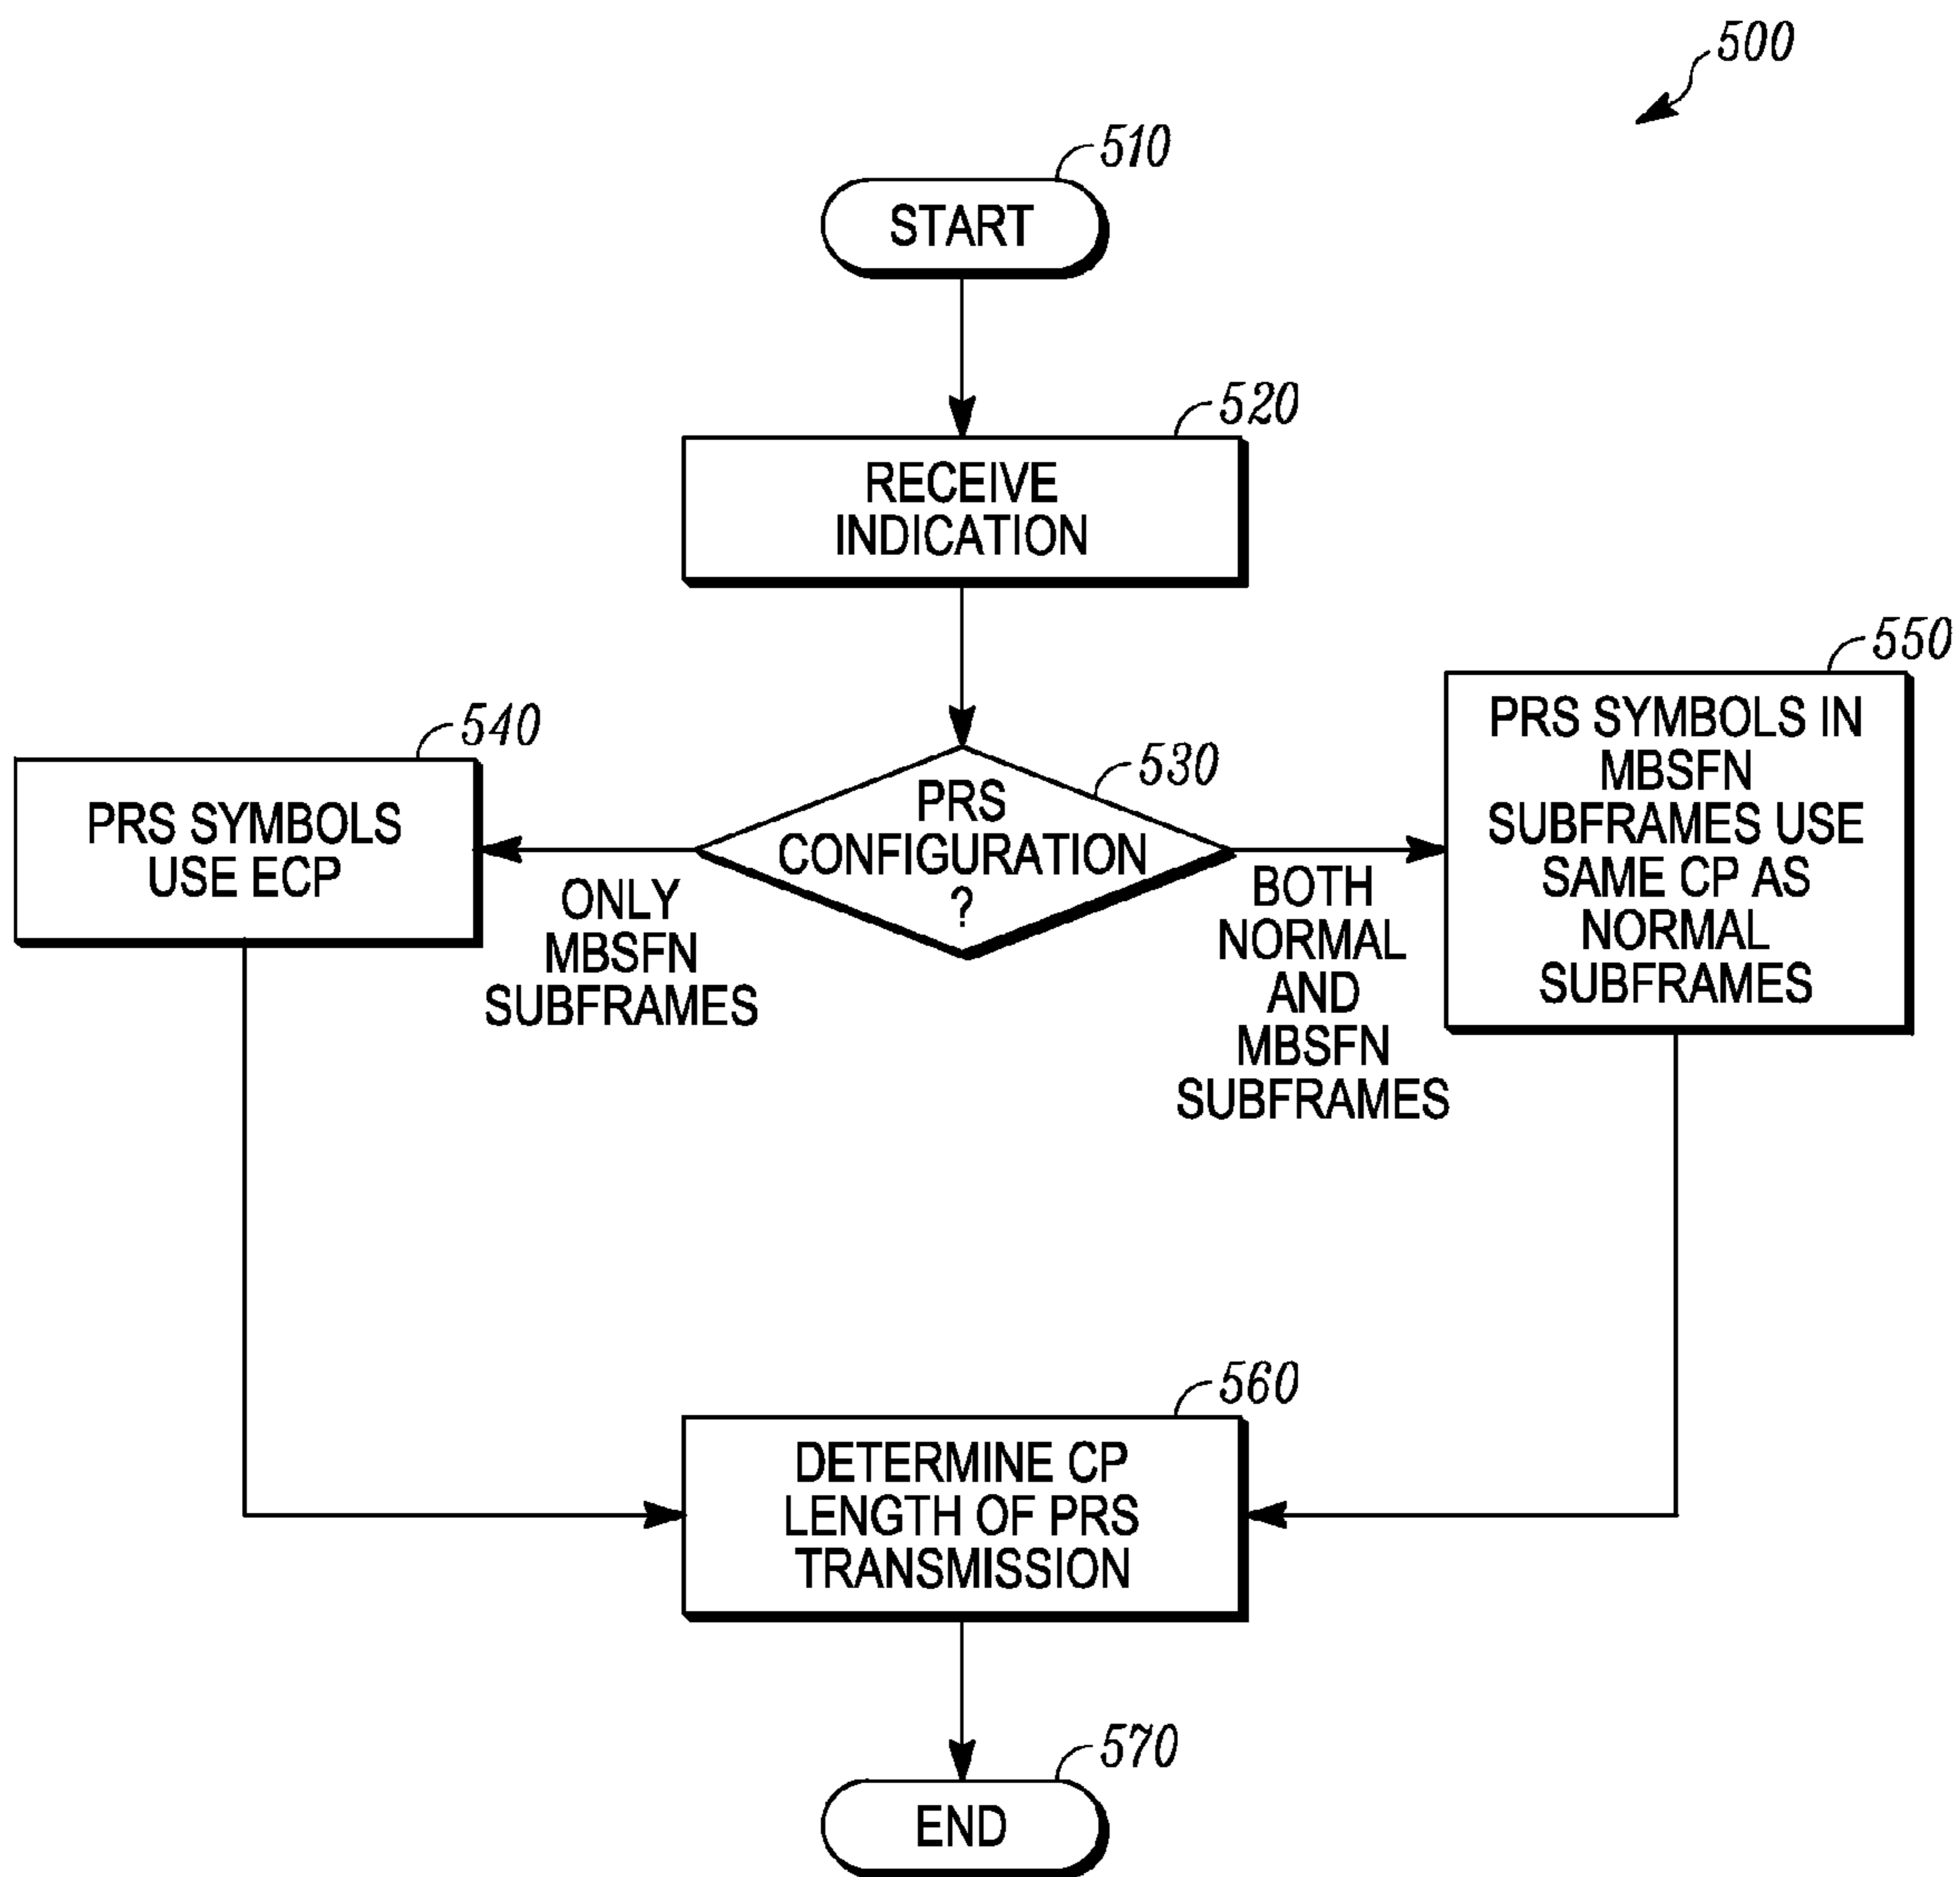 500
510
START
520
RECEIVE
INDICATION
530
PRS
CONFIGURATION
?
540
PRS SYMBOLS
USE ECP
ONLY
MBSFN
SUBFRAMES
BOTH
NORMAL
AND
MBSFN
SUBFRAMES
550
PRS SYMBOLS IN
MBSFN
SUBFRAMES USE
SAME CP AS
NORMAL
SUBFRAMES
560
DETERMINE CP
LENGTH OF PRS
TRANSMISSION
570
END